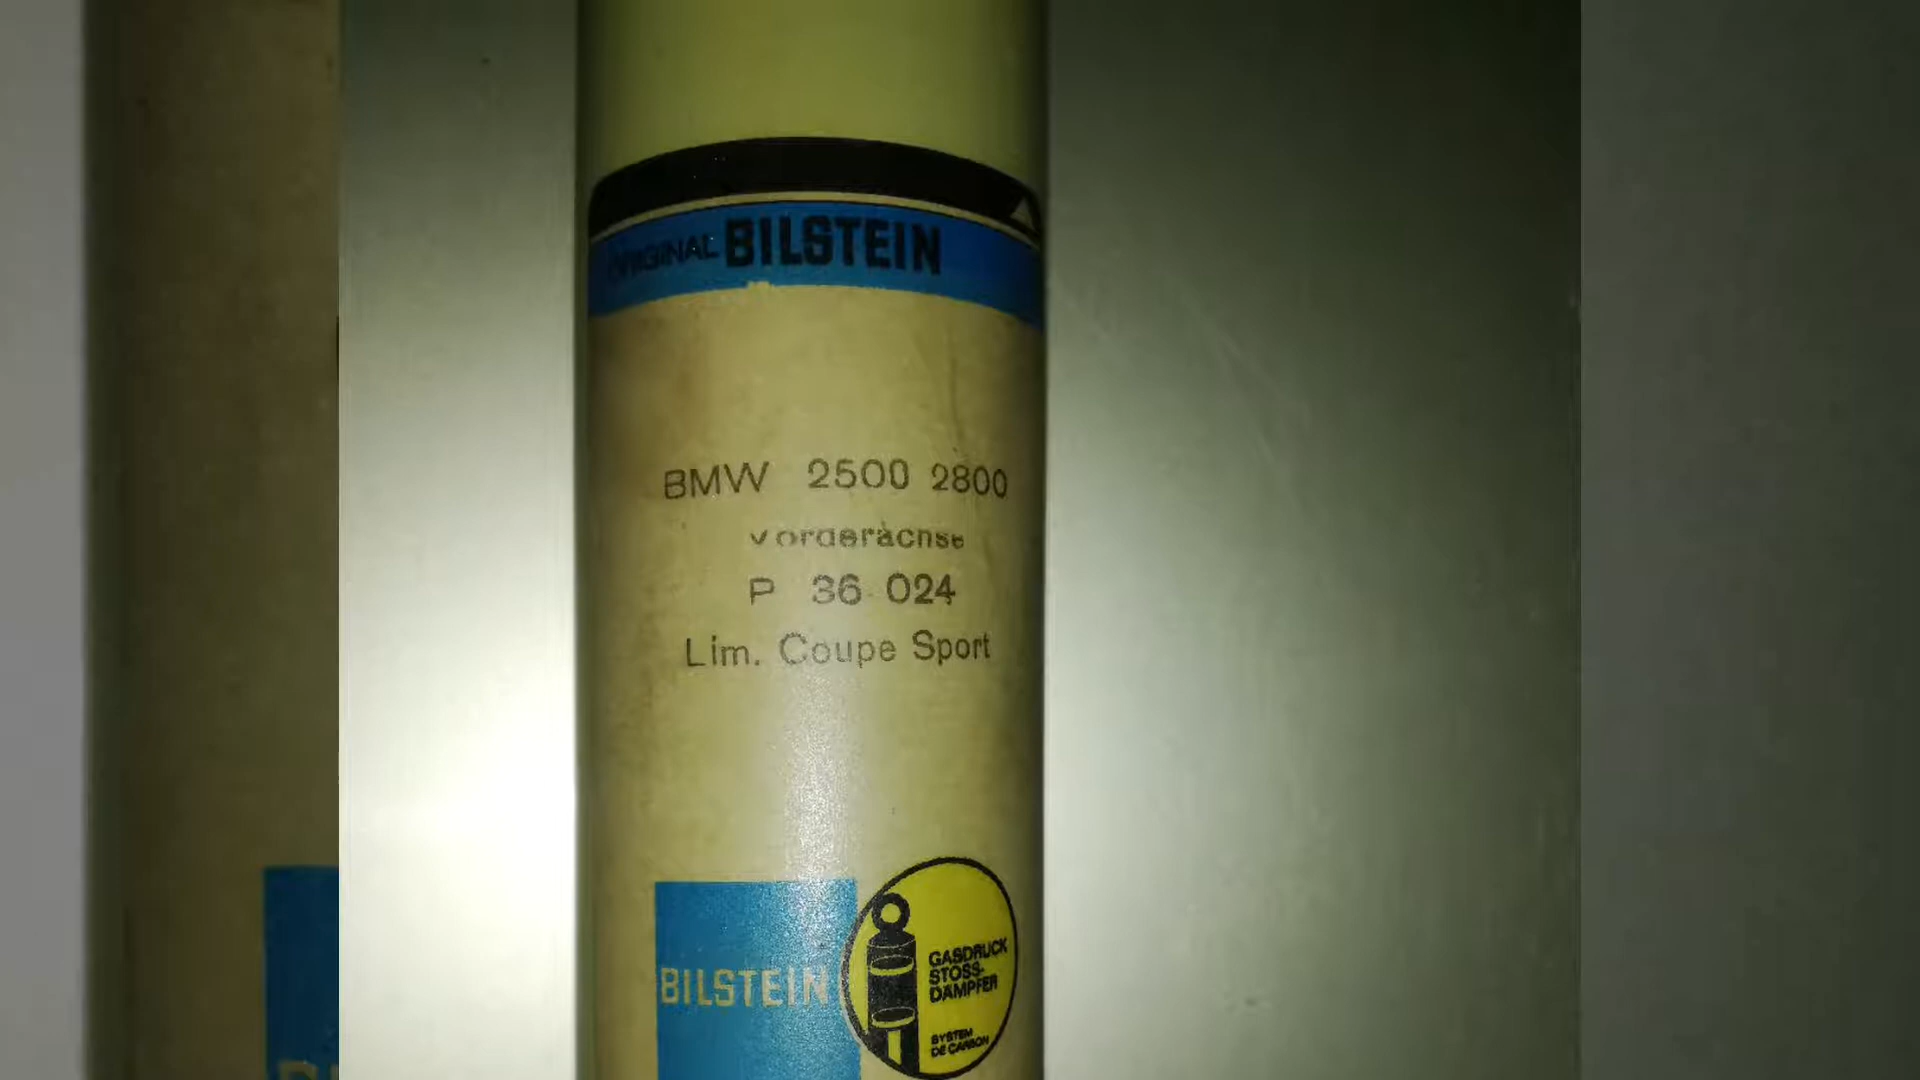 ORIGINAL BILSTEIN
BMW 2500 2800
Vorderachse
P 36 024
Lim. Coupe Sport
BILSTEIN
GASDRUCK
STOSS-
DÄMPFER
SYSTEM
DE CARBON